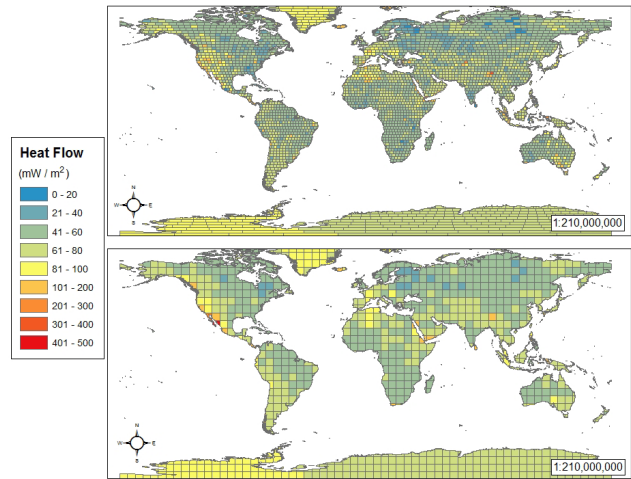 Heat Flow
(mW / m²)
0 - 20
21 - 40
41 - 60
61 - 80
81 - 100
101 - 200
201 - 300
301 - 400
401 - 500
N
W E
S
1:210,000,000
N
W E
S
1:210,000,000